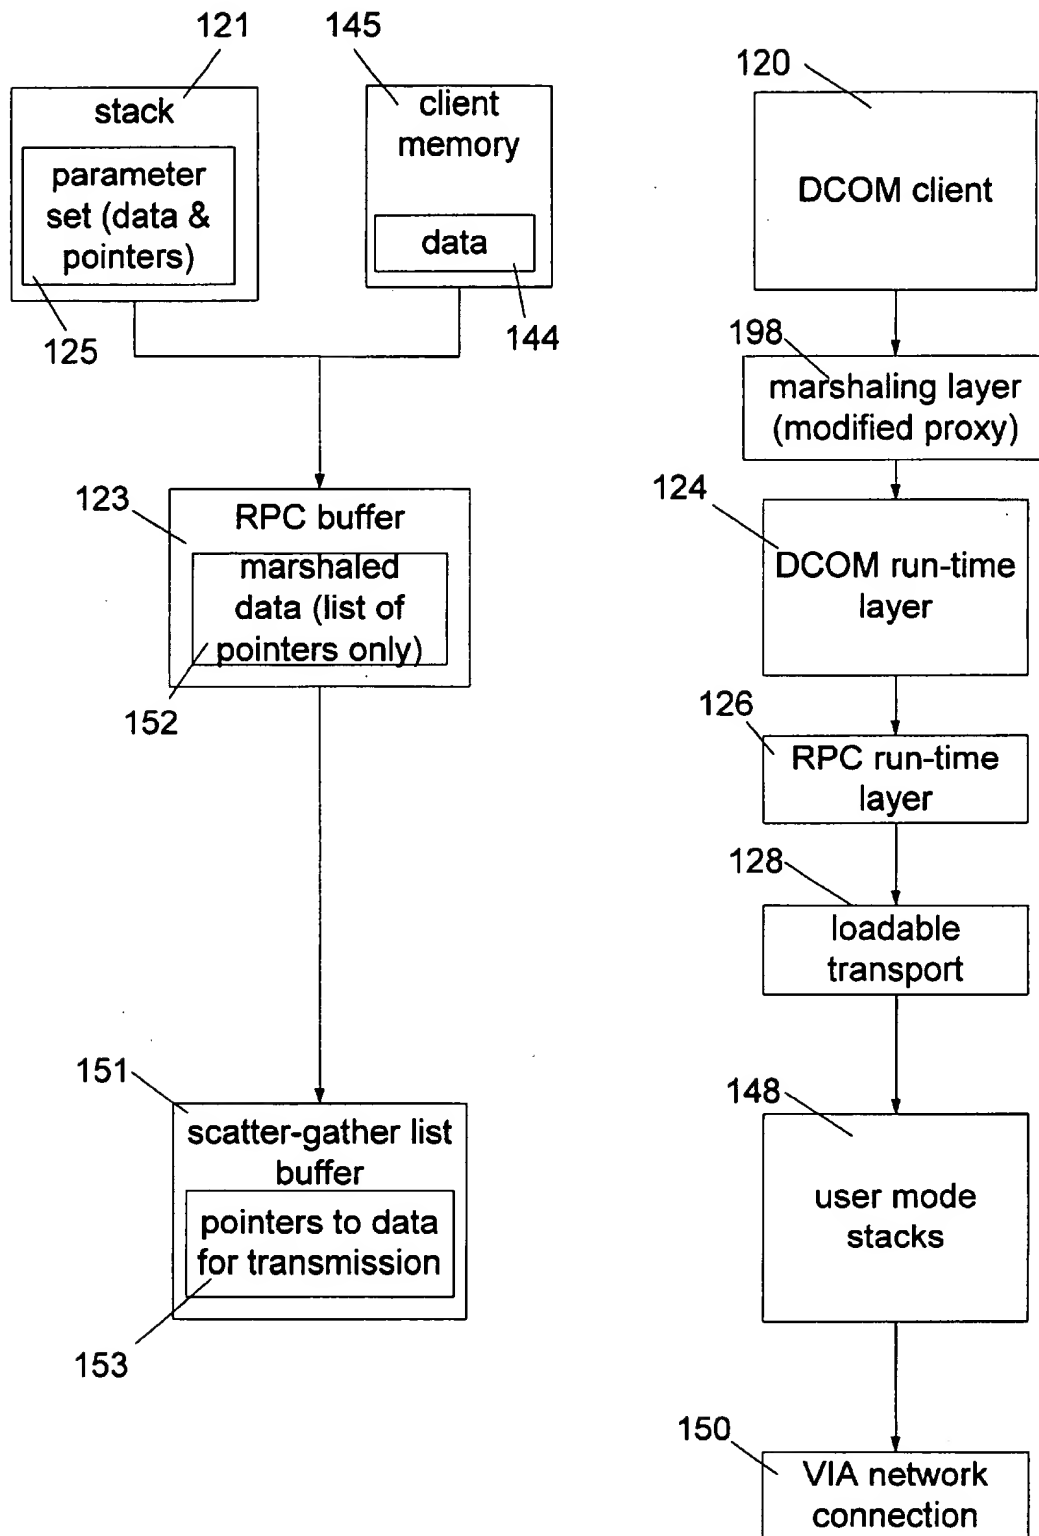 121
145
stack
parameter
set (data &
pointers)
125
client
memory
data
144
123
RPC buffer
marshaled
data (list of
pointers only)
152
151
scatter-gather list
buffer
pointers to data
for transmission
153
120
DCOM client
198
marshaling layer
(modified proxy)
124
DCOM run-time
layer
126
RPC run-time
layer
128
loadable
transport
148
user mode
stacks
150
VIA network
connection